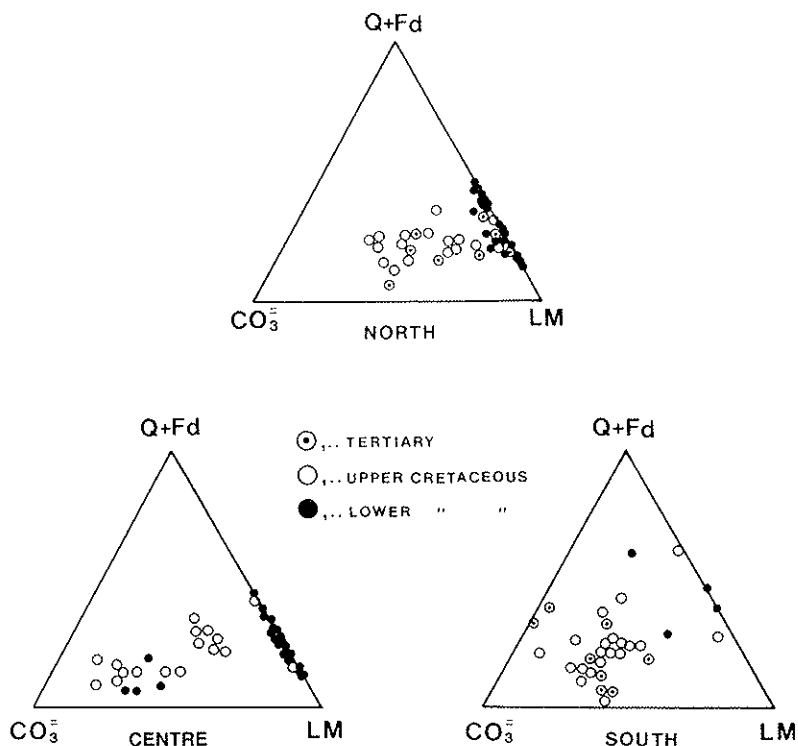 Q+Fd
CO₃⁼ LM
NORTH
Q+Fd Q+Fd
,.. TERTIARY
,.. UPPER CRETACEOUS
,.. LOWER " "
CO₃⁼ LM CO₃⁼ LM
CENTRE SOUTH